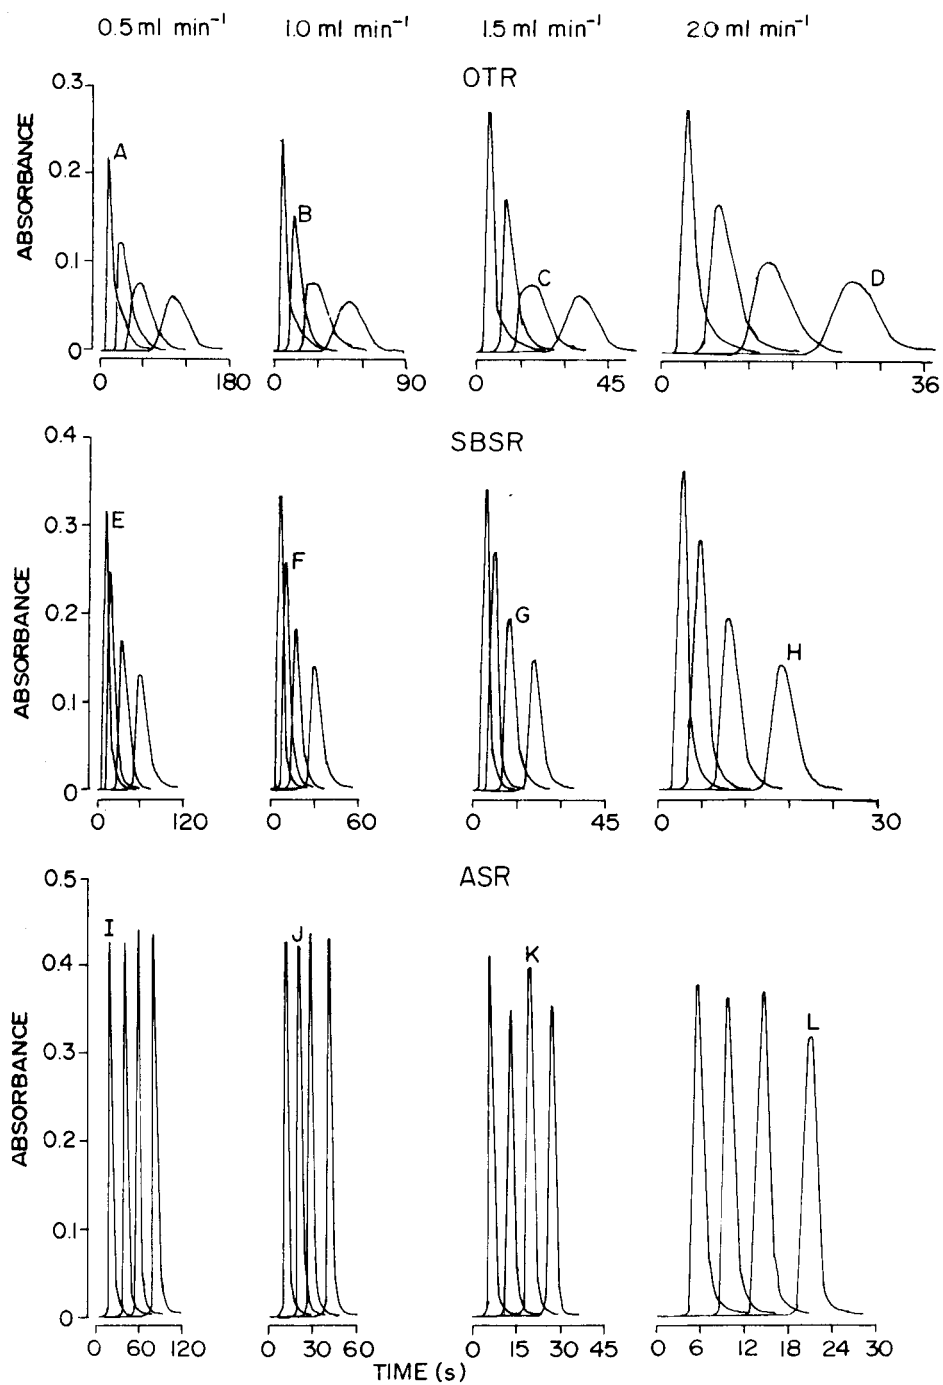 0.5 ml min⁻¹ 1.0 ml min⁻¹ 1.5 ml min⁻¹ 2.0 ml min⁻¹
OTR
ABSORBANCE
0.3
0.2
0.1
0
A
B
C
D
0 180
0 90
0 45
0 36
SBSR
ABSORBANCE
0.4
0.3
0.2
0.1
0
E
F
G
H
0 120
0 60
0 45
0 30
ASR
ABSORBANCE
0.5
0.4
0.3
0.2
0.1
0
I
J
K
L
0 60 120
0 30 60
0 15 30 45
0 6 12 18 24 30
TIME (s)